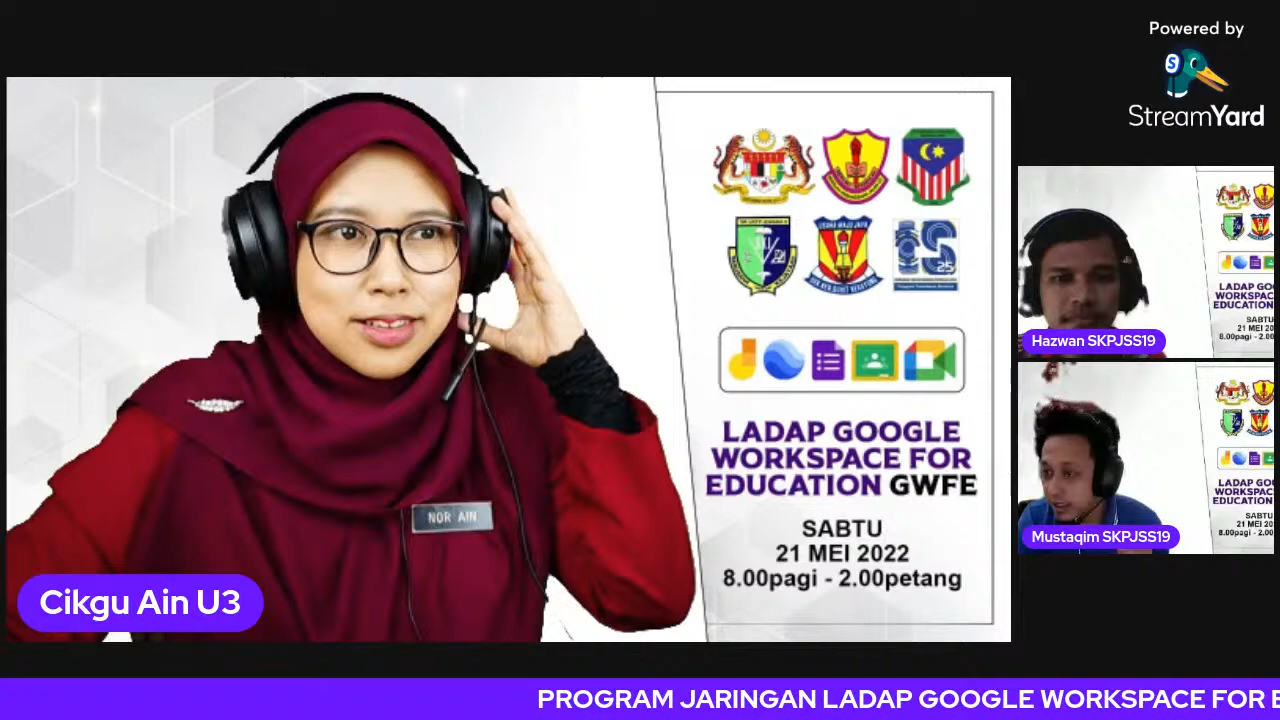 Powered by
StreamYard
LADAP GOOGLE
WORKSPACE FOR
EDUCATION GWFE
SABTU
21 MEI 2022
8.00pagi - 2.00petang
NOR AIN
Cikgu Ain U3
Hazwan SKPJSS19
Mustaqim SKPJSS19
PROGRAM JARINGAN LADAP GOOGLE WORKSPACE FOR E